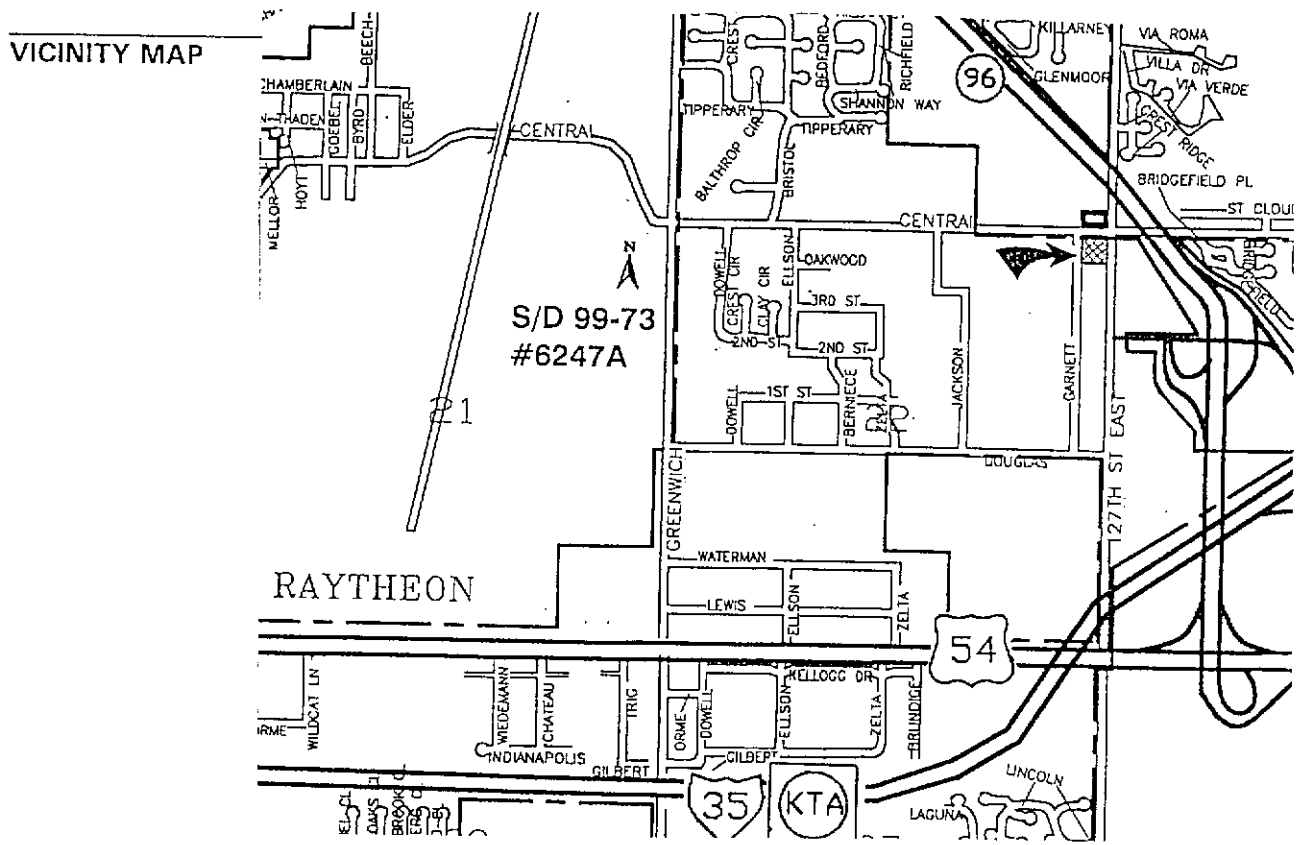 VICINITY MAP
BEECH
CHAMBERLAIN
THADEN
GOEBEL
BYRD
ELDER
HOYT
MELLOR
CENTRAL
CREST
BEDFORD
RICHFIELD
TIPPERARY
SHANNON WAY
TIPPERARY
BALTHROP CIR
BRISTOL
96
KILLARNEY
GLENMOOR
VIA ROMA
VILLA DR
VIA VERDE
CREST RIDGE
BRIDGEFIELD PL
ST CLOUD
BRIDGEFIELD
CENTRAL
N
S/D 99-73
#6247A
21
DOWELL
CREST CIR
CLAY CIR
ELLSON
OAKWOOD
3RD ST
2ND ST
2ND ST
1ST ST
DOWELL
BERNIECE
ZELTA
22
JACKSON
GARNETT
127TH ST EAST
DOUGLAS
GREENWICH
RAYTHEON
WATERMAN
LEWIS
ELLSON
ZELTA
54
KELLOGG DR
WILDCAT LN
WIEDEMANN
CHATEAU
TRIG
ORME
DOWELL
ELLSON
ZELTA
BRUNDIGE
INDIANAPOLIS
GILBERT
GILBERT
35
KTA
LINCOLN
LAGUNA